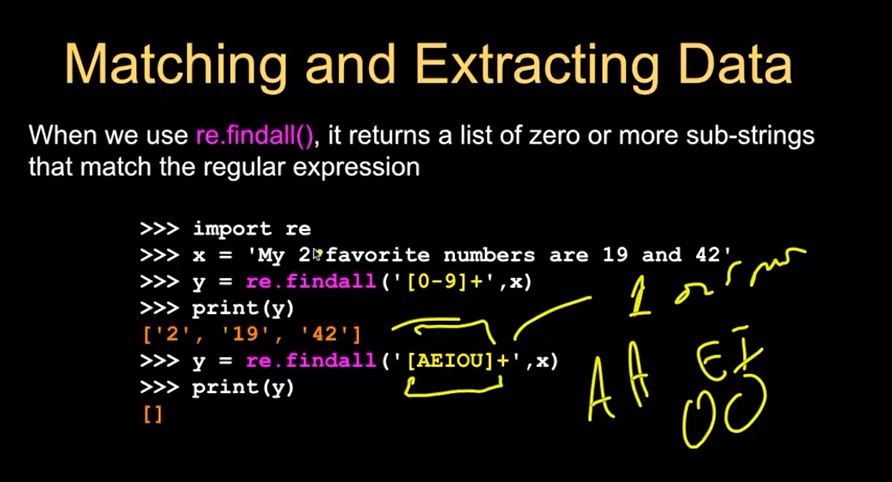 Matching and Extracting Data
When we use re.findall(), it returns a list of zero or more sub-strings
that match the regular expression
>>> import re
>>> x = 'My 2 favorite numbers are 19 and 42'
>>> y = re.findall('[0-9]+',x)
>>> print(y)
['2', '19', '42']
>>> y = re.findall('[AEIOU]+',x)
>>> print(y)
[]
1 or
AA EI
OO